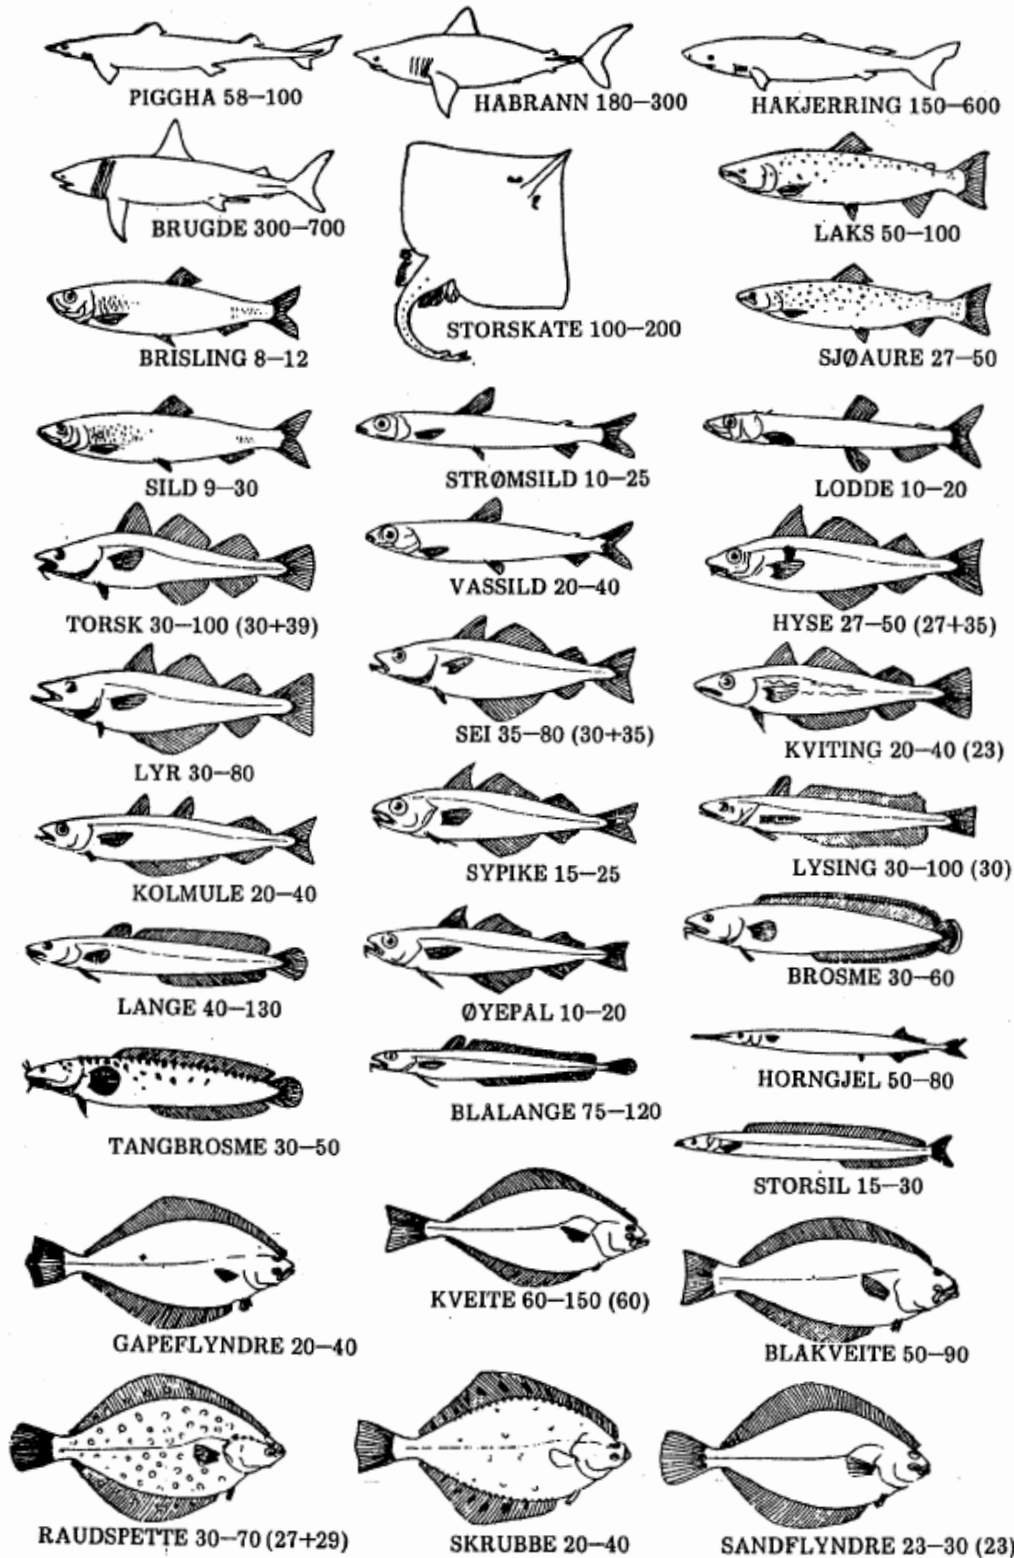 PIGGHA 58–100
HABRANN 180–300
HAKJERRING 150–600
BRUGDE 300–700
LAKS 50–100
STORSKATE 100–200
BRISLING 8–12
SJØAURE 27–50
SILD 9–30
STRØMSILD 10–25
LODDE 10–20
VASSILD 20–40
TORSK 30–100 (30+39)
HYSE 27–50 (27+35)
SEI 35–80 (30+35)
KVITING 20–40 (23)
LYR 30–80
SYPIKE 15–25
LYSING 30–100 (30)
KOLMULE 20–40
BROSME 30–60
LANGE 40–130
ØYEPAL 10–20
HORNGJEL 50–80
BLALANGE 75–120
TANGBROSME 30–50
STORSIL 15–30
KVEITE 60–150 (60)
GAPEFLYNDRE 20–40
BLAKVEITE 50–90
RAUDSPETTE 30–70 (27+29)
SKRUBBE 20–40
SANDFLYNDRE 23–30 (23)